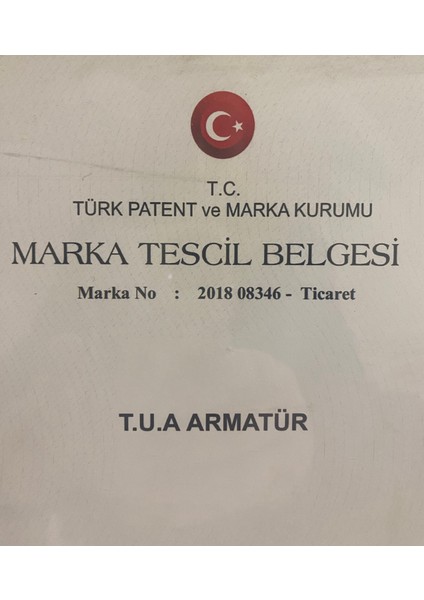 T.C.
TÜRK PATENT ve MARKA KURUMU
MARKA TESCİL BELGESİ
Marka No : 2018 08346 - Ticaret
T.U.A ARMATÜR